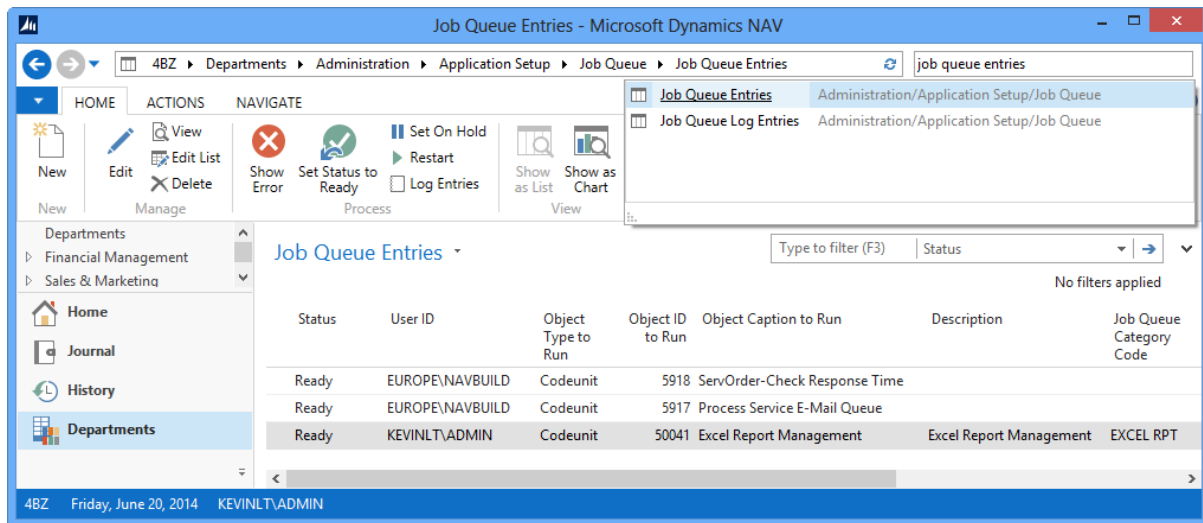 Job Queue Entries - Microsoft Dynamics NAV
4BZ Departments Administration Application Setup Job Queue Job Queue Entries
job queue entries
Job Queue Entries Administration/Application Setup/Job Queue
Job Queue Log Entries Administration/Application Setup/Job Queue
HOME ACTIONS NAVIGATE
New
Edit
View
Edit List
Delete
Show Error
Set Status to Ready
Set On Hold
Restart
Log Entries
Show as List
Show as Chart
New Manage Process View
Departments
Financial Management
Sales & Marketing
Home
Journal
History
Departments
Job Queue Entries
Type to filter (F3) Status
No filters applied
Status User ID Object Type to Run Object ID to Run Object Caption to Run Description Job Queue Category Code
Ready EUROPE\NAVBUILD Codeunit 5918 ServOrder-Check Response Time
Ready EUROPE\NAVBUILD Codeunit 5917 Process Service E-Mail Queue
Ready KEVINLT\ADMIN Codeunit 50041 Excel Report Management Excel Report Management EXCEL RPT
4BZ Friday, June 20, 2014 KEVINLT\ADMIN